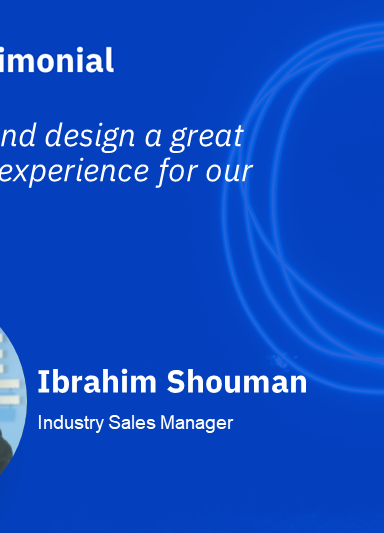 imonial
nd design a great
experience for our
Ibrahim Shouman
Industry Sales Manager